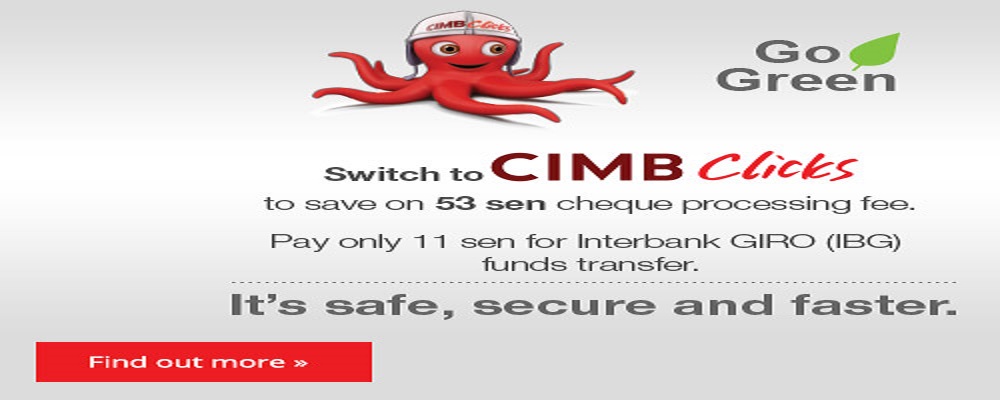 CIMB Clicks
Go
Green
Switch to CIMB Clicks
to save on 53 sen cheque processing fee.
Pay only 11 sen for Interbank GIRO (IBG)
funds transfer.
It's safe, secure and faster.
Find out more »